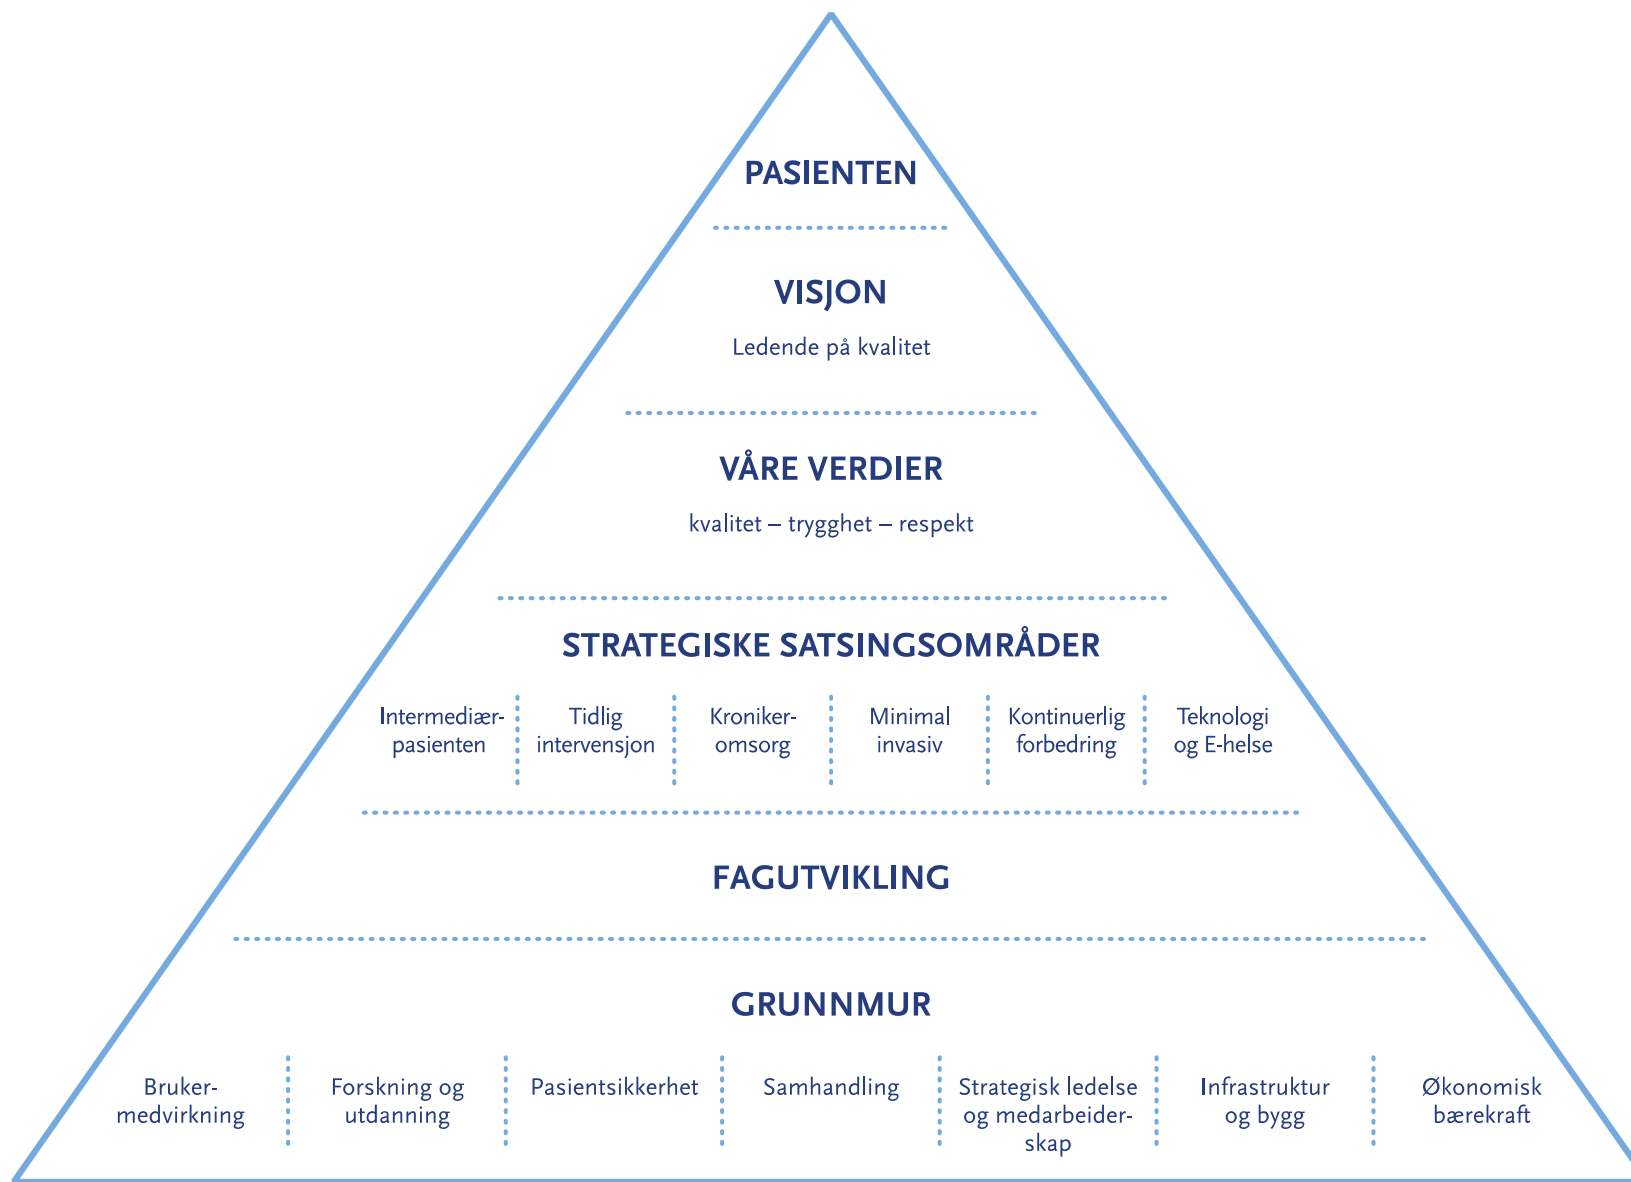 PASIENTEN
VISJON
Ledende på kvalitet
VÅRE VERDIER
kvalitet – trygghet – respekt
STRATEGISKE SATSINGSOMRÅDER
Intermediær-
pasienten
Tidlig
intervensjon
Kroniker-
omsorg
Minimal
invasiv
Kontinuerlig
forbedring
Teknologi
og E-helse
FAGUTVIKLING
GRUNNMUR
Bruker-
medvirkning
Forskning og
utdanning
Pasientsikkerhet
Samhandling
Strategisk ledelse
og medarbeider-
skap
Infrastruktur
og bygg
Økonomisk
bærekraft